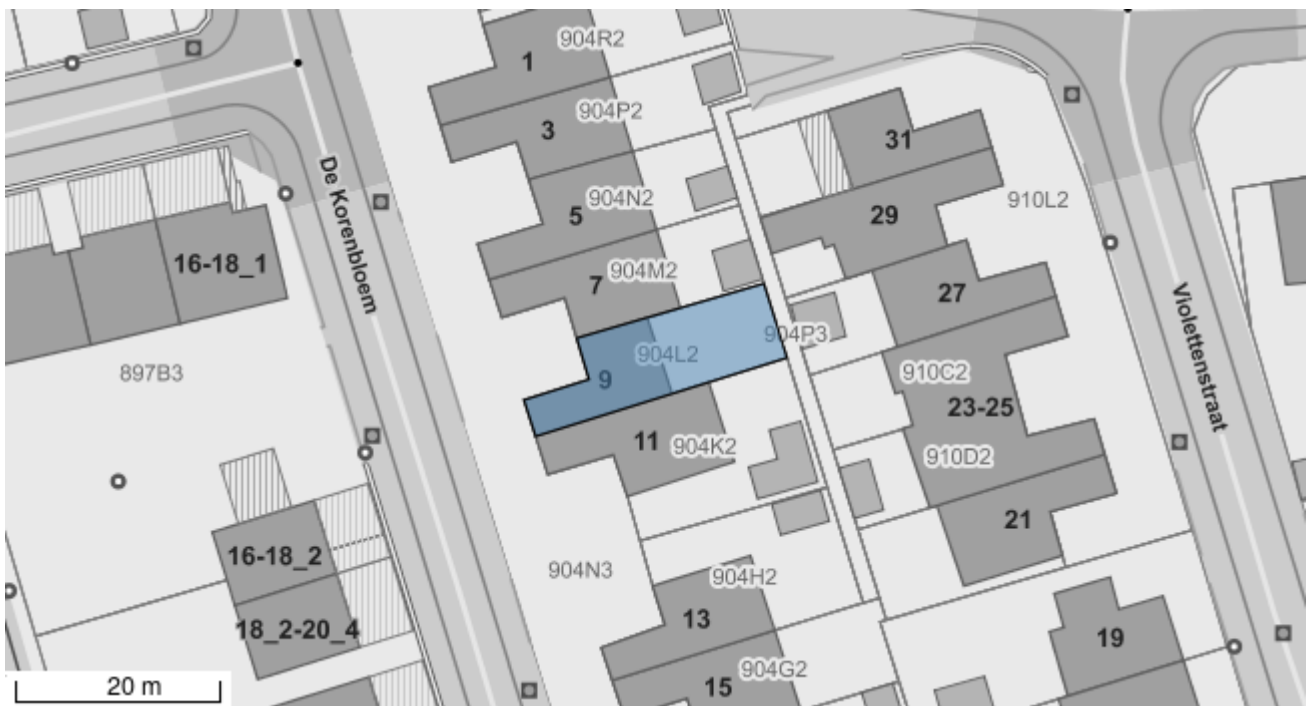 904R2
1
904P2
3
31
904N2
910L2
5
29
De Korenbloem
16-18_1
904M2
7
27
Violettenstraat
904P3
904L2
897B3
9
910C2
23-25
11
904K2
910D2
21
16-18_2
904N3
904H2
13
18_2-20_4
19
904G2
15
20 m